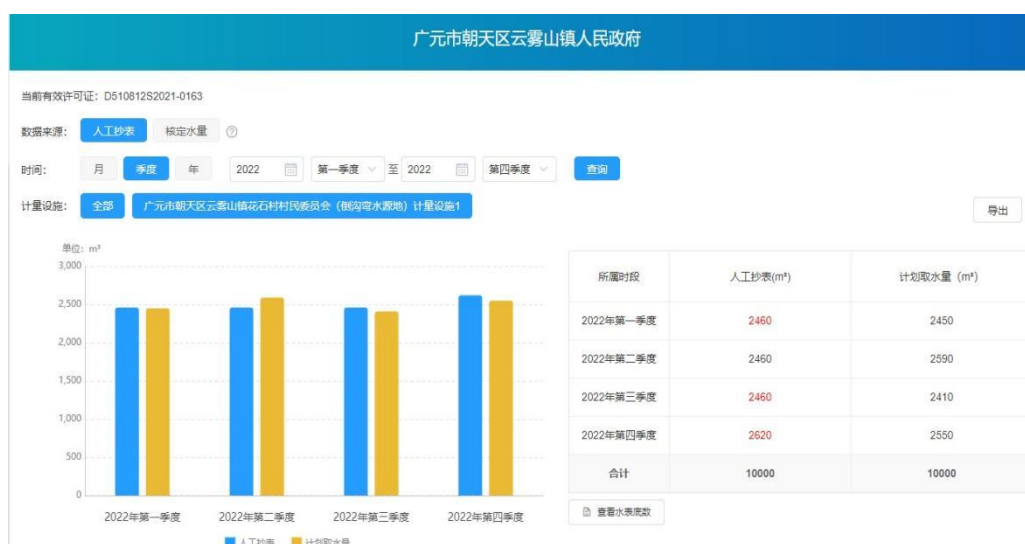 广元市朝天区云雾山镇人民政府
当前有效许可证：D510812S2021-0163
数据来源： 人工抄表 核定水量
时间： 月 季度 年 2022 第一季度 至 2022 第四季度 查询
计量设施： 全部 广元市朝天区云雾山镇花石村村民委员会（倒沟弯水源地）计量设施1
导出
单位：m³
3,000
2,500
2,000
1,500
1,000
500
0
2022年第一季度 2022年第二季度 2022年第三季度 2022年第四季度
人工抄表 计划取水量
所属时段 人工抄表(m³) 计划取水量（m³）
2022年第一季度 2460 2450
2022年第二季度 2460 2590
2022年第三季度 2460 2410
2022年第四季度 2620 2550
合计 10000 10000
查看水表底数